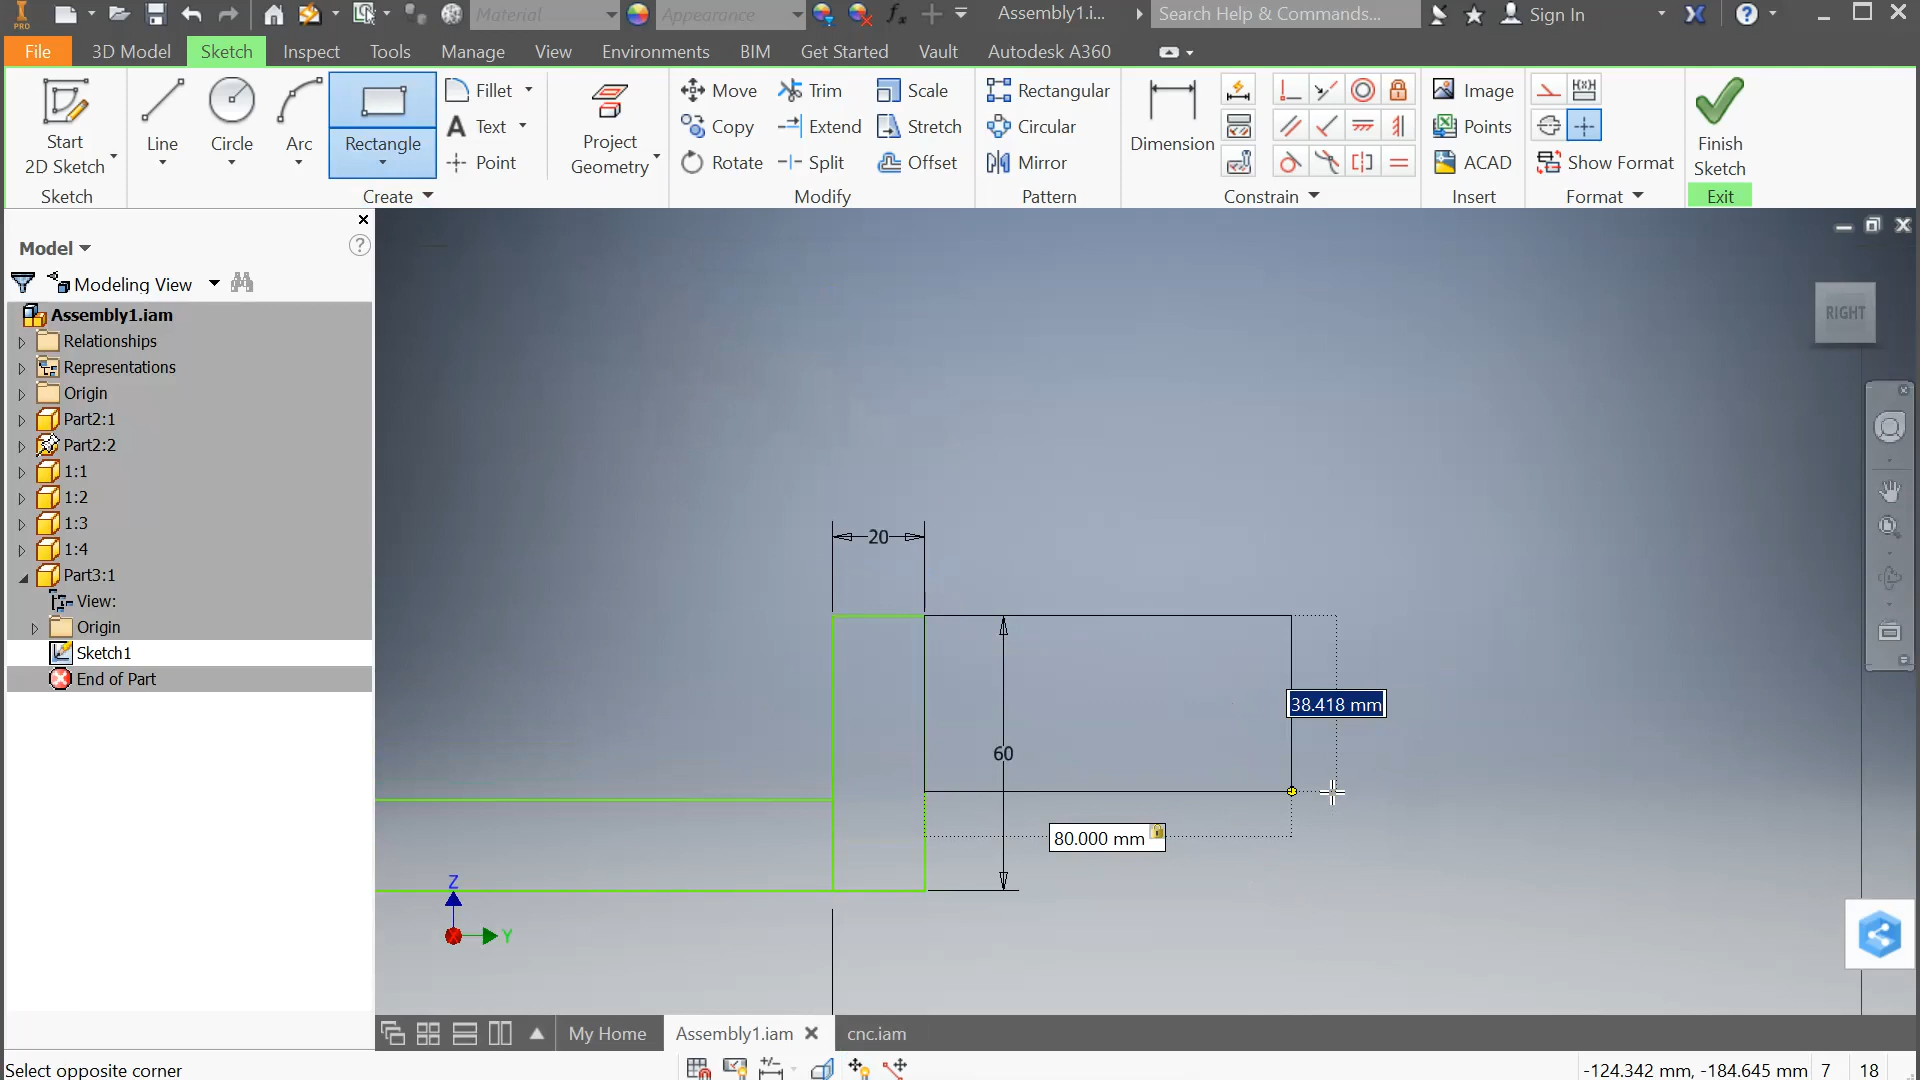 PRO
Material
Appearance
Assembly1.i...
Search Help & Commands...
Sign In
File
3D Model
Sketch
Inspect
Tools
Manage
View
Environments
BIM
Get Started
Vault
Autodesk A360
Start
2D Sketch
Line
Circle
Arc
Rectangle
Fillet
Text
Point
Project
Geometry
Move
Copy
Rotate
Trim
Extend
Split
Scale
Stretch
Offset
Rectangular
Circular
Mirror
Dimension
Image
Points
ACAD
Show Format
Finish
Sketch
Sketch
Create
Modify
Pattern
Constrain
Insert
Format
Exit
Model
Modeling View
Assembly1.iam
Relationships
Representations
Origin
Part2:1
Part2:2
1:1
1:2
1:3
1:4
Part3:1
View:
Origin
Sketch1
End of Part
RIGHT
20
38.418 mm
60
80.000 mm
Z
Y
My Home
Assembly1.iam
cnc.iam
Select opposite corner
-124.342 mm, -184.645 mm
7
18